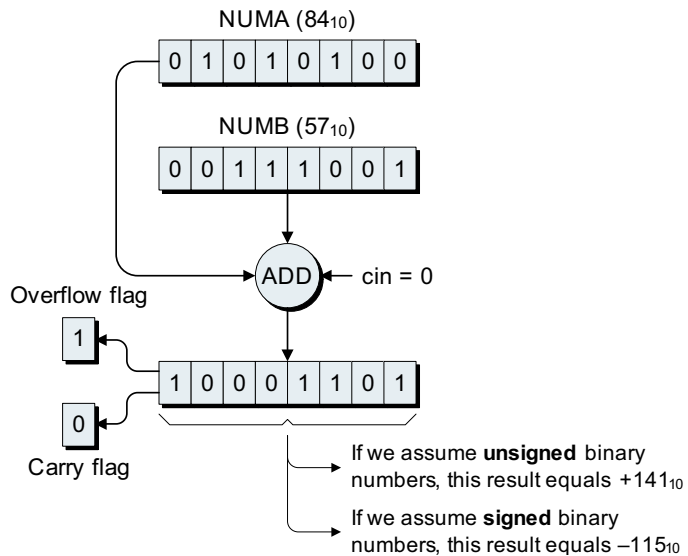 NUMA (84₁₀)
0 1 0 1 0 1 0 0
NUMB (57₁₀)
0 0 1 1 1 0 0 1
ADD
cin = 0
Overflow flag
1
1 0 0 0 1 1 0 1
0
Carry flag
If we assume unsigned binary
numbers, this result equals +141₁₀
If we assume signed binary
numbers, this result equals –115₁₀